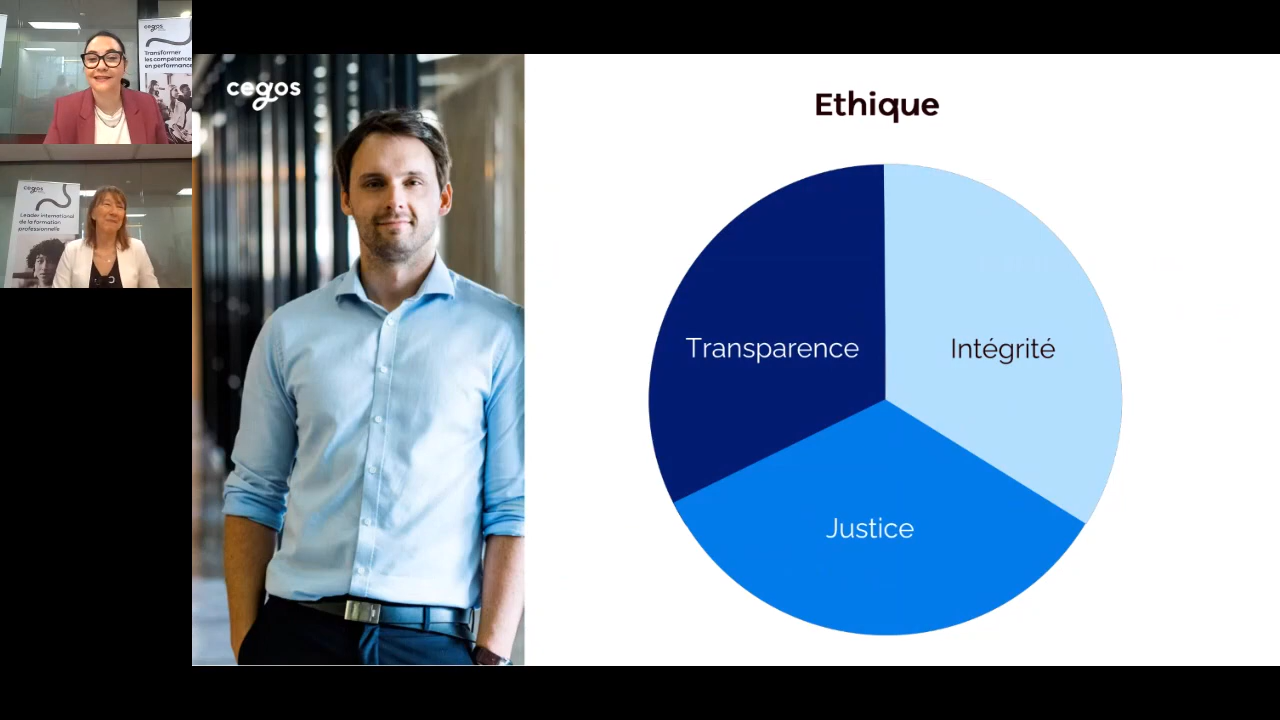 cegos
Transformer
les compétences
en performance
cegos
Leader international
de la formation
professionnelle
cegos
Ethique
Transparence
Intégrité
Justice